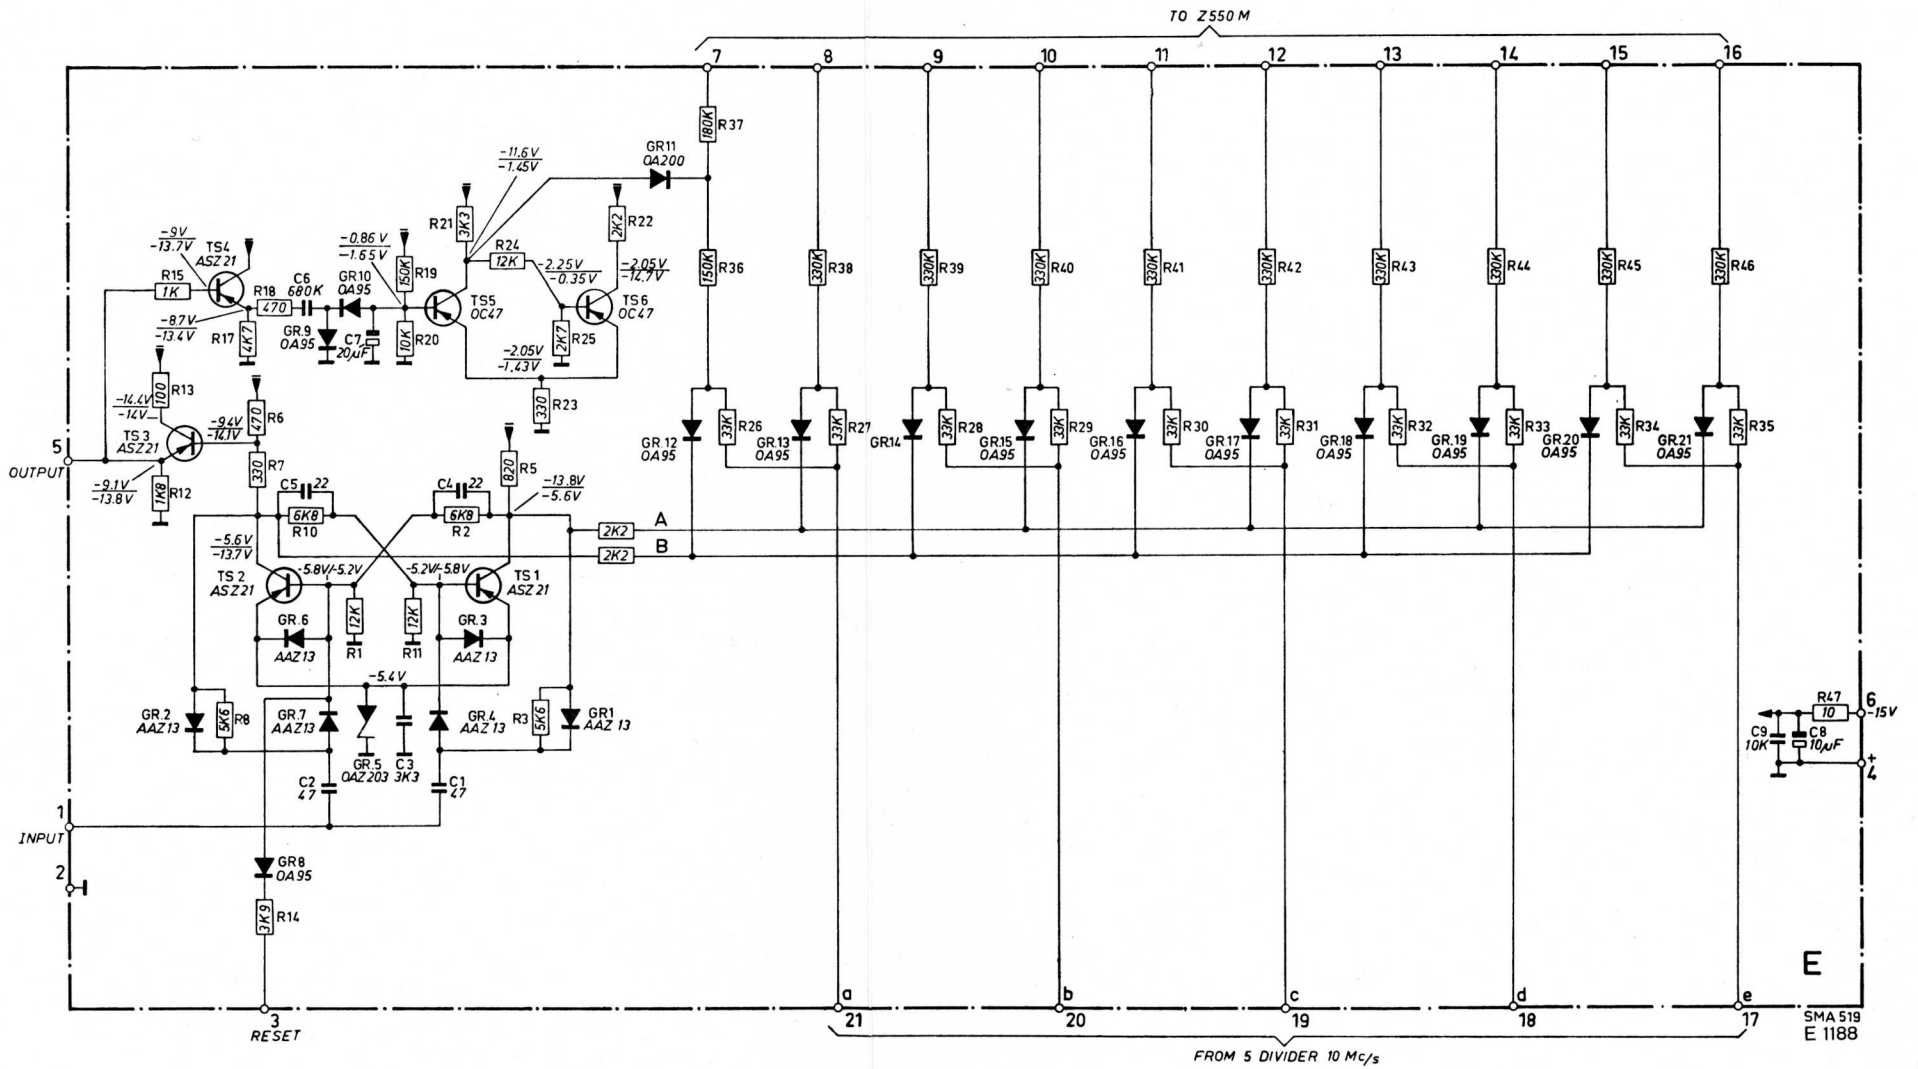 TO Z550 M
7 8 9 10 11 12 13 14 15 16
180K R37
-11.6V
-1.45V
GR11
OA200
R21 3K3
2K2 R22
-9V
-13.7V
TS4
ASZ21
-0.86V
-1.65V
R24
12K
-2.25V
-0.35V
-2.05V
-14.7V
150K R19
R15
1K
R18
470
C6
680K
GR10
OA95
TS5
OC47
TS6
OC47
150K R36
330K R38
330K R39
330K R40
330K R41
330K R42
330K R43
330K R44
330K R45
330K R46
-8.7V
-13.4V
R17 4K7
GR.9
OA95
C7
20µF
10K R20
2K7 R25
-2.05V
-1.43V
330 R23
100 R13
-14.4V
-14V
-9.4V
-14.1V
470 R6
TS3
ASZ21
5
OUTPUT
-9.1V
-13.8V
1K8 R12
330 R7
820 R5
-13.8V
-5.6V
GR.12
OA95
33K R26
GR.13
OA95
33K R27
GR.14
33K R28
GR.15
OA95
33K R29
GR.16
OA95
33K R30
GR.17
OA95
33K R31
GR.18
OA95
33K R32
GR.19
OA95
33K R33
GR.20
OA95
33K R34
GR.21
OA95
33K R35
C5 22
6K8
R10
C4 22
6K8
R2
2K2 A
2K2 B
-5.6V
-13.7V
TS2
ASZ21
-5.8V/-5.2V
-5.2V/-5.8V
TS1
ASZ21
GR.6
AAZ13
12K
R1
12K
R11
GR.3
AAZ13
-5.4V
GR.2
AAZ13
5K6 R8
GR.7
AAZ13
GR.5
OAZ203
C3
3K3
GR.4
AAZ13
R3 5K6
GR1
AAZ13
C2
47
C1
47
R47
10
6
-15V
C9
10K
C8
10µF
+
4
1
INPUT
2
GR8
OA95
3K9 R14
E
3
RESET
a b c d e
21 20 19 18 17
FROM 5 DIVIDER 10 Mc/s
SMA 519
E 1188